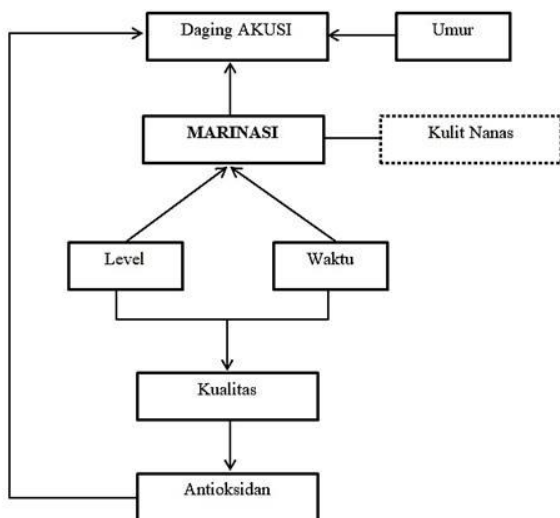 Daging AKUSI
Umur
MARINASI
Kulit Nanas
Level
Waktu
Kualitas
Antioksidan